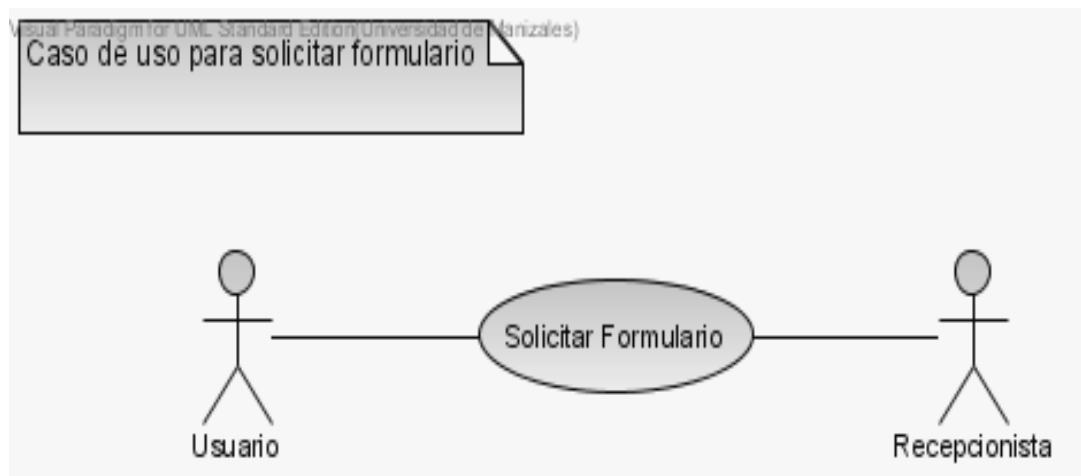 Visual Paradigm for UML Standard Edition(Universidad de Manizales)
Caso de uso para solicitar formulario
Solicitar Formulario
Usuario
Recepcionista